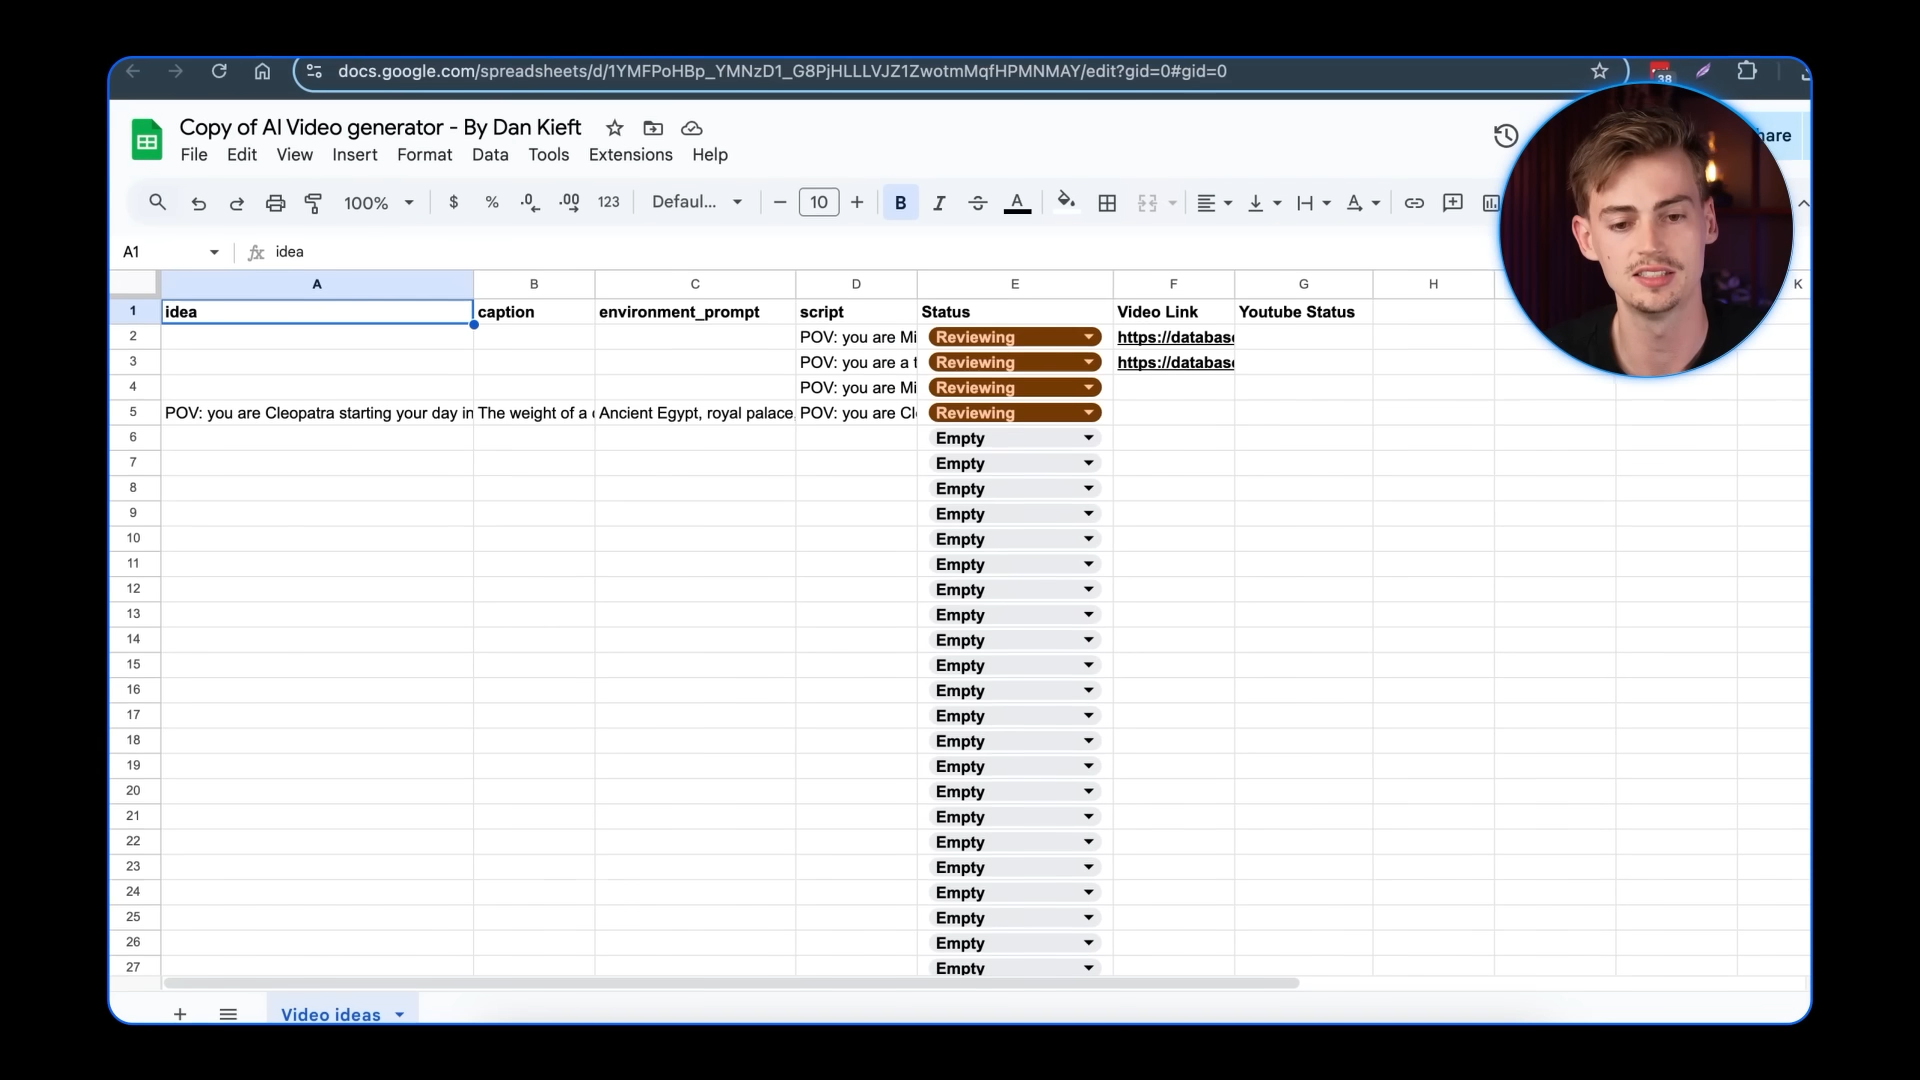 docs.google.com/spreadsheets/d/1YMFPoHBp_YMNzD1_G8PjHLLLVJZ1ZwotmMqfHPMNMAY/edit?gid=0#gid=0
38
Copy of AI Video generator - By Dan Kieft
File Edit View Insert Format Data Tools Extensions Help
hare
100% $ % .0 .00 123 Defaul... 10 B I S A
A1 fx idea
A B C D E F G H K
1 idea caption environment_prompt script Status Video Link Youtube Status
2 POV: you are Mi Reviewing https://databas
3 POV: you are a t Reviewing https://databas
4 POV: you are Mi Reviewing
5 POV: you are Cleopatra starting your day in The weight of a Ancient Egypt, royal palace, POV: you are Cl Reviewing
6 Empty
7 Empty
8 Empty
9 Empty
10 Empty
11 Empty
12 Empty
13 Empty
14 Empty
15 Empty
16 Empty
17 Empty
18 Empty
19 Empty
20 Empty
21 Empty
22 Empty
23 Empty
24 Empty
25 Empty
26 Empty
27 Empty
+ Video ideas